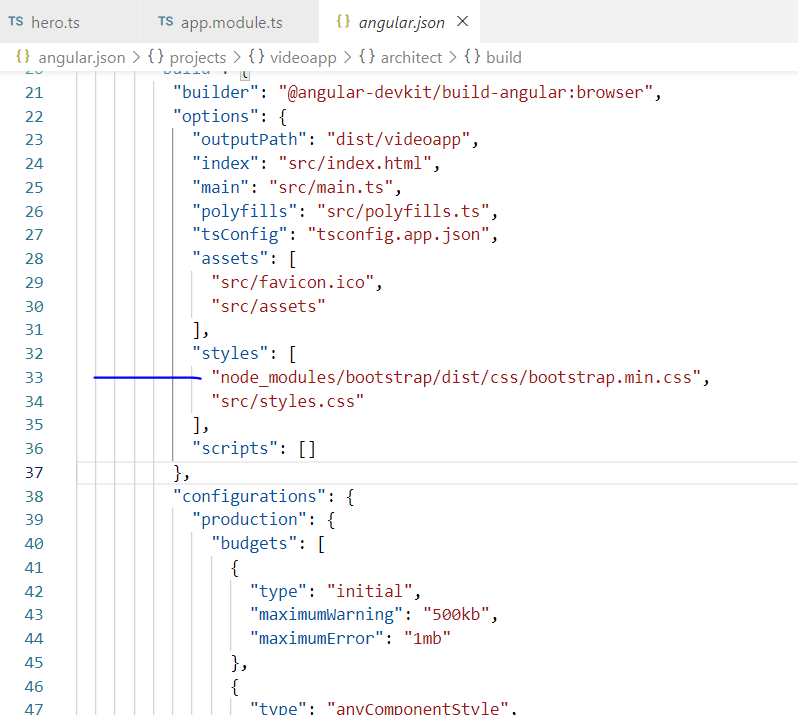 TS hero.ts TS app.module.ts {} angular.json ×
{} angular.json > {} projects > {} videoapp > {} architect > {} build
20 "build": {
21 "builder": "@angular-devkit/build-angular:browser",
22 "options": {
23 "outputPath": "dist/videoapp",
24 "index": "src/index.html",
25 "main": "src/main.ts",
26 "polyfills": "src/polyfills.ts",
27 "tsConfig": "tsconfig.app.json",
28 "assets": [
29 "src/favicon.ico",
30 "src/assets"
31 ],
32 "styles": [
33 "node_modules/bootstrap/dist/css/bootstrap.min.css",
34 "src/styles.css"
35 ],
36 "scripts": []
37 },
38 "configurations": {
39 "production": {
40 "budgets": [
41 {
42 "type": "initial",
43 "maximumWarning": "500kb",
44 "maximumError": "1mb"
45 },
46 {
47 "type": "anyComponentStyle",